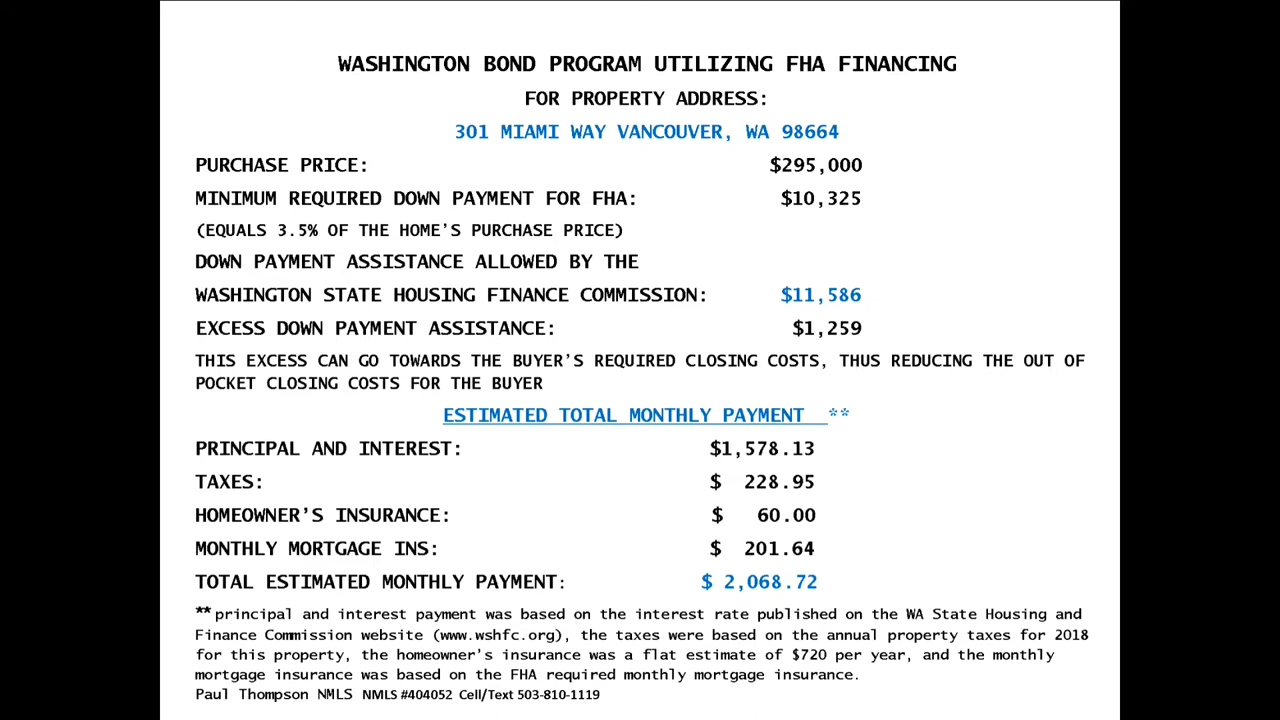 WASHINGTON BOND PROGRAM UTILIZING FHA FINANCING
FOR PROPERTY ADDRESS:
301 MIAMI WAY VANCOUVER, WA 98664
PURCHASE PRICE: $295,000
MINIMUM REQUIRED DOWN PAYMENT FOR FHA: $10,325
(EQUALS 3.5% OF THE HOME’S PURCHASE PRICE)
DOWN PAYMENT ASSISTANCE ALLOWED BY THE
WASHINGTON STATE HOUSING FINANCE COMMISSION: $11,586
EXCESS DOWN PAYMENT ASSISTANCE: $1,259
THIS EXCESS CAN GO TOWARDS THE BUYER’S REQUIRED CLOSING COSTS, THUS REDUCING THE OUT OF
POCKET CLOSING COSTS FOR THE BUYER
ESTIMATED TOTAL MONTHLY PAYMENT **
PRINCIPAL AND INTEREST: $1,578.13
TAXES: $ 228.95
HOMEOWNER’S INSURANCE: $ 60.00
MONTHLY MORTGAGE INS: $ 201.64
TOTAL ESTIMATED MONTHLY PAYMENT: $ 2,068.72
**principal and interest payment was based on the interest rate published on the WA State Housing and
Finance Commission website (www.wshfc.org), the taxes were based on the annual property taxes for 2018
for this property, the homeowner’s insurance was a flat estimate of $720 per year, and the monthly
mortgage insurance was based on the FHA required monthly mortgage insurance.
Paul Thompson NMLS NMLS #404052 Cell/Text 503-810-1119